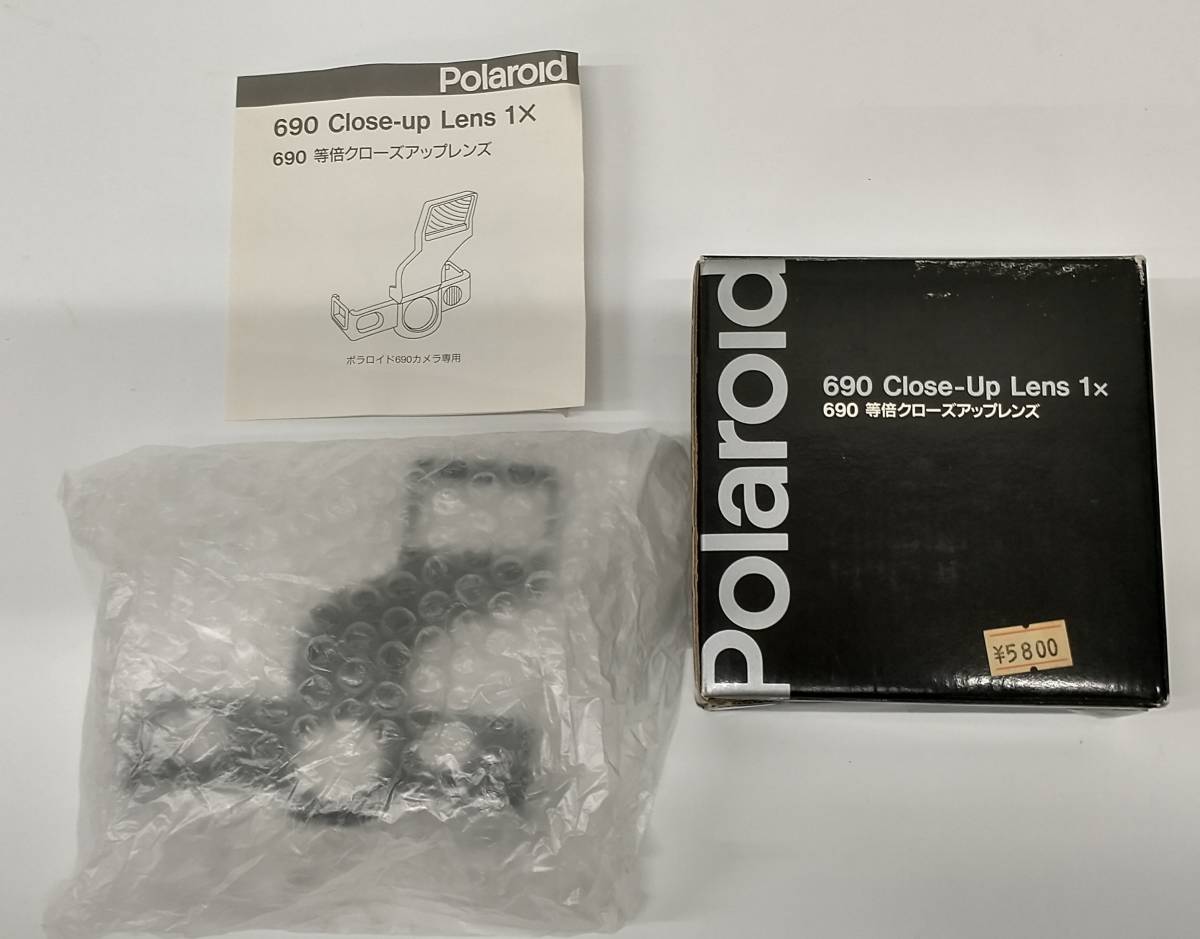 Polaroid
690 Close-up Lens 1×
690 等倍クローズアップレンズ
ポラロイド690カメラ専用
Polaroid
690 Close-Up Lens 1×
690 等倍クローズアップレンズ
¥5800